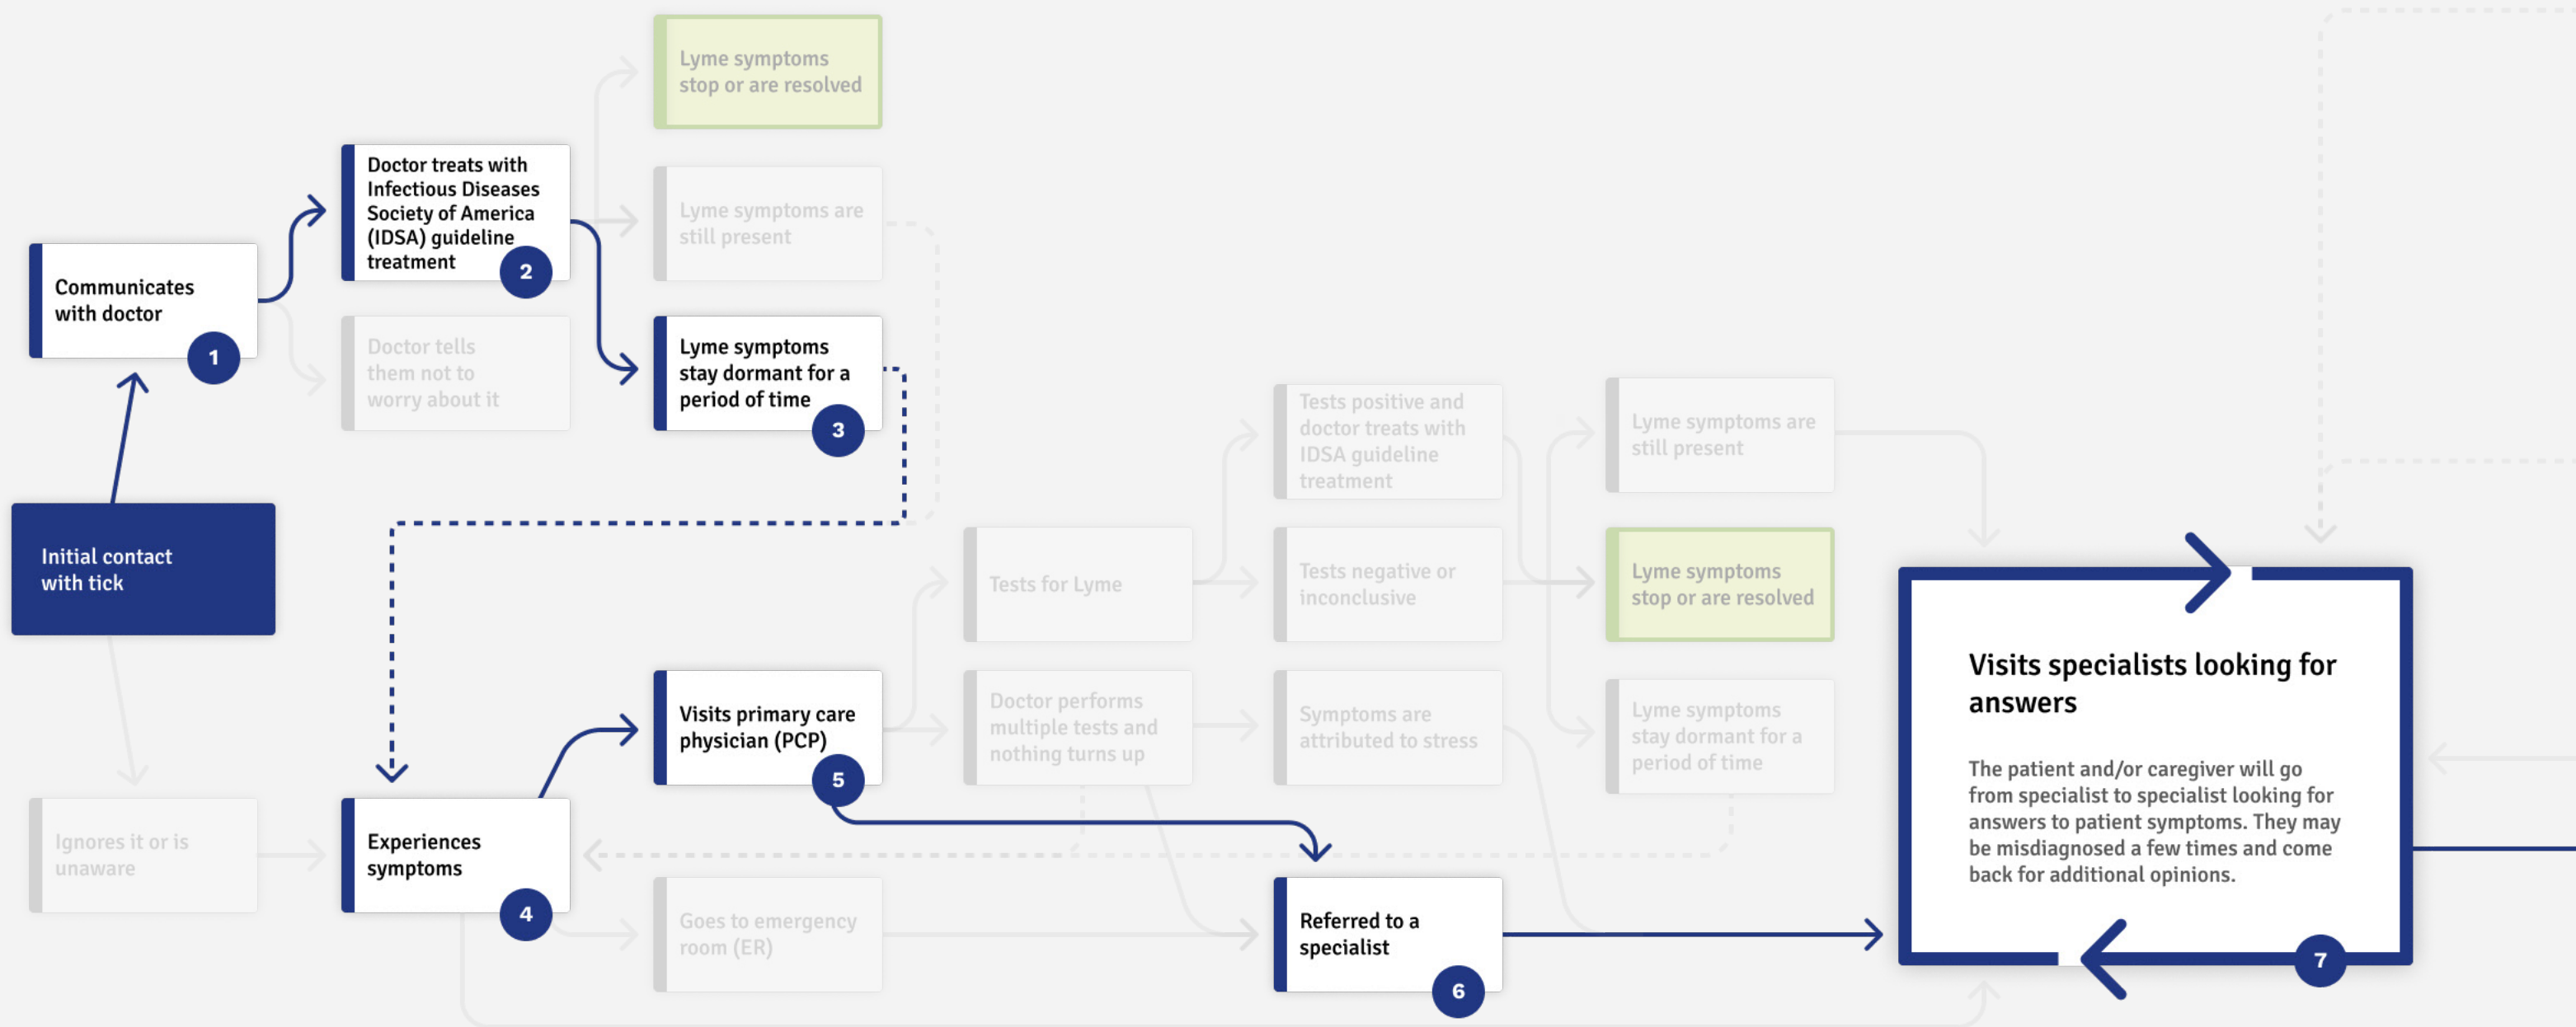 Lyme symptoms
stop or are resolved
Doctor treats with
Infectious Diseases
Society of America
(IDSA) guideline
treatment
2
Lyme symptoms are
still present
Communicates
with doctor
1
Doctor tells
them not to
worry about it
Lyme symptoms
stay dormant for a
period of time
3
Initial contact
with tick
Tests positive and
doctor treats with
IDSA guideline
treatment
Lyme symptoms are
still present
Tests for Lyme
Tests negative or
inconclusive
Lyme symptoms
stop or are resolved
Visits primary care
physician (PCP)
5
Doctor performs
multiple tests and
nothing turns up
Symptoms are
attributed to stress
Lyme symptoms
stay dormant for a
period of time
Ignores it or is
unaware
Experiences
symptoms
4
Goes to emergency
room (ER)
Referred to a
specialist
6
Visits specialists looking for
answers
The patient and/or caregiver will go
from specialist to specialist looking for
answers to patient symptoms. They may
be misdiagnosed a few times and come
back for additional opinions.
7